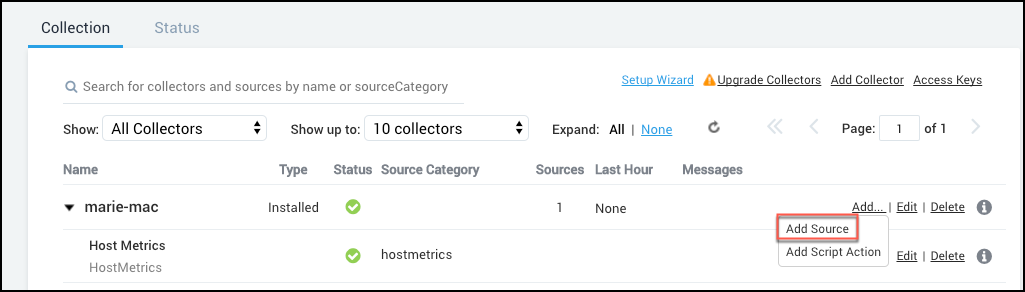 Collection Status
Search for collectors and sources by name or sourceCategory
Setup Wizard Upgrade Collectors Add Collector Access Keys
Show: All Collectors Show up to: 10 collectors Expand: All | None Page: 1 of 1
Name Type Status Source Category Sources Last Hour Messages
marie-mac Installed 1 None Add... | Edit | Delete
Add Source
Host Metrics
HostMetrics
hostmetrics
Add Script Action
Edit | Delete